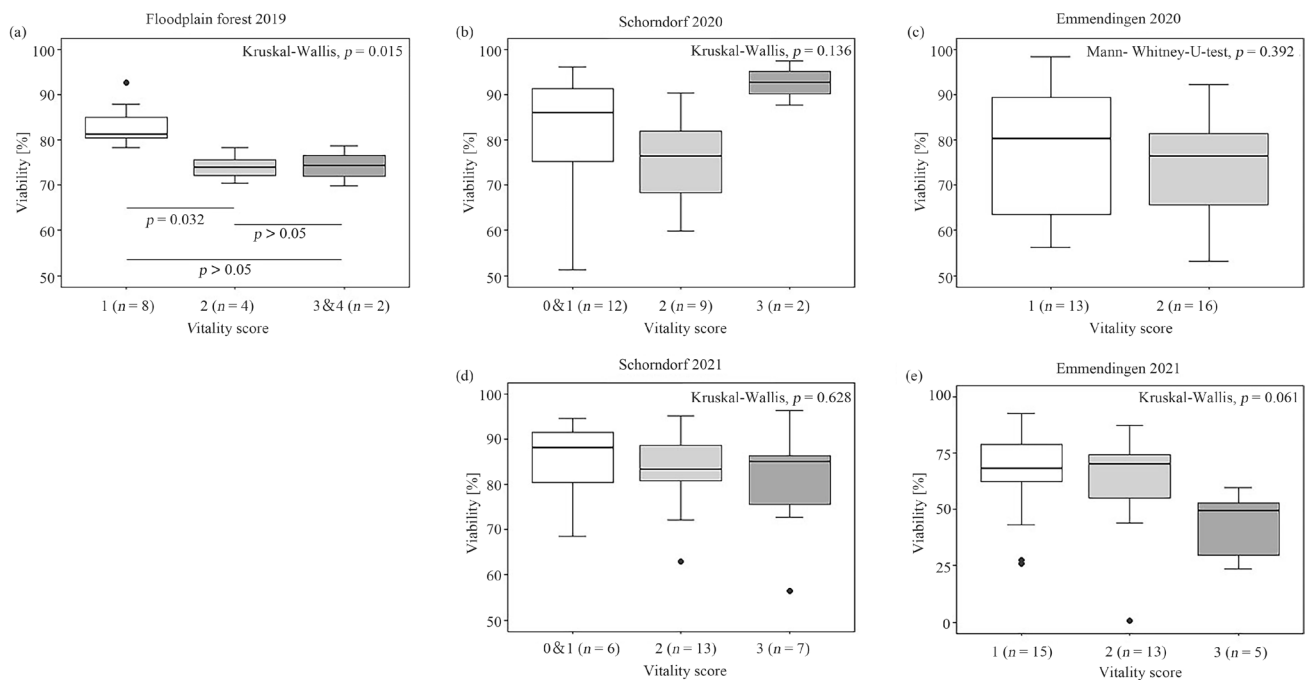 Floodplain forest 2019
(a)
Kruskal-Wallis, p = 0.015
Viability [%]
100
90
80
70
60
50
p = 0.032
p > 0.05
p > 0.05
1 (n = 8)
2 (n = 4)
3&4 (n = 2)
Vitality score
Schorndorf 2020
(b)
Kruskal-Wallis, p = 0.136
Viability [%]
100
90
80
70
60
50
0&1 (n = 12)
2 (n = 9)
3 (n = 2)
Vitality score
Emmendingen 2020
(c)
Mann- Whitney-U-test, p = 0.392
Viability [%]
100
90
80
70
60
50
1 (n = 13)
2 (n = 16)
Vitality score
Schorndorf 2021
(d)
Kruskal-Wallis, p = 0.628
Viability [%]
100
90
80
70
60
50
0&1 (n = 6)
2 (n = 13)
3 (n = 7)
Vitality score
Emmendingen 2021
(e)
Kruskal-Wallis, p = 0.061
Viability [%]
100
75
50
25
0
1 (n = 15)
2 (n = 13)
3 (n = 5)
Vitality score